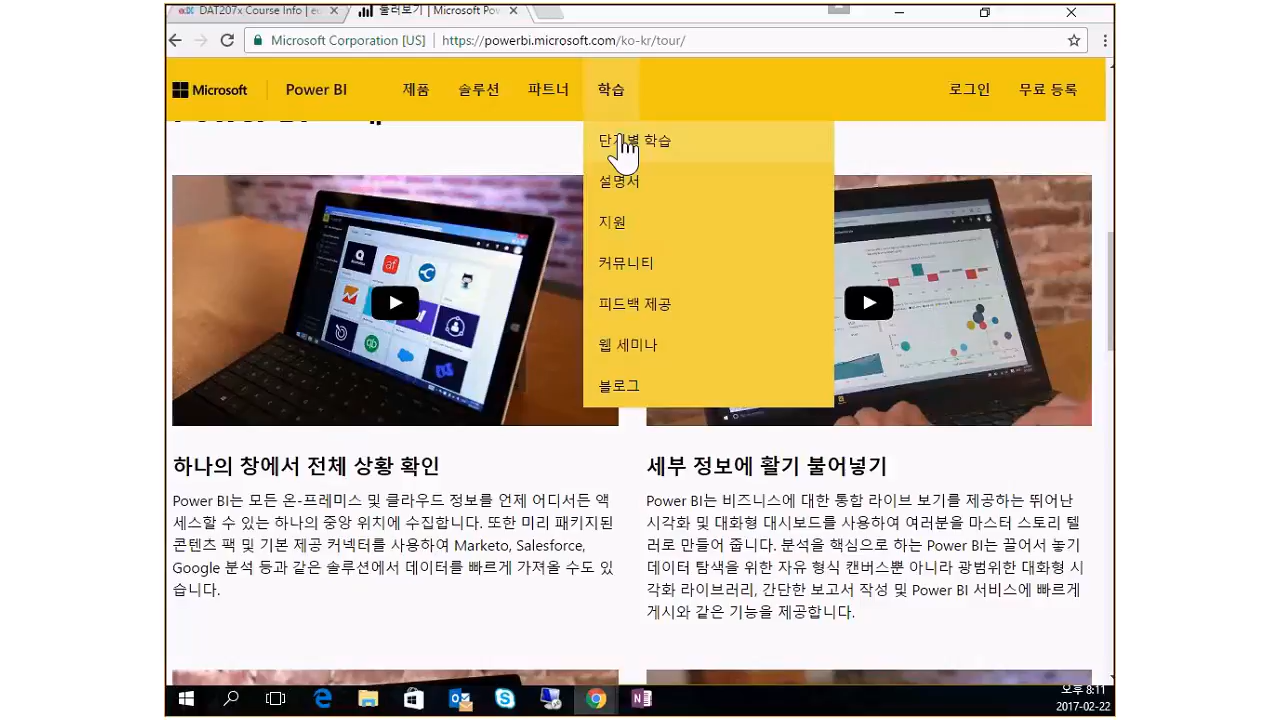 DAT207x Course Info |
둘러보기 | Microsoft Pow
Microsoft Corporation [US]
https://powerbi.microsoft.com/ko-kr/tour/
Microsoft
Power BI
제품
솔루션
파트너
학습
로그인
무료 등록
단계별 학습
설명서
지원
커뮤니티
피드백 제공
웹 세미나
블로그
하나의 창에서 전체 상황 확인
Power BI는 모든 온-프레미스 및 클라우드 정보를 언제 어디서든 액
세스할 수 있는 하나의 중앙 위치에 수집합니다. 또한 미리 패키지된
콘텐츠 팩 및 기본 제공 커넥터를 사용하여 Marketo, Salesforce,
Google 분석 등과 같은 솔루션에서 데이터를 빠르게 가져올 수도 있
습니다.
세부 정보에 활기 불어넣기
Power BI는 비즈니스에 대한 통합 라이브 보기를 제공하는 뛰어난
시각화 및 대화형 대시보드를 사용하여 여러분을 마스터 스토리 텔
러로 만들어 줍니다. 분석을 핵심으로 하는 Power BI는 끌어서 놓기
데이터 탐색을 위한 자유 형식 캔버스뿐 아니라 광범위한 대화형 시
각화 라이브러리, 간단한 보고서 작성 및 Power BI 서비스에 빠르게
게시와 같은 기능을 제공합니다.
오후 8:11
2017-02-22